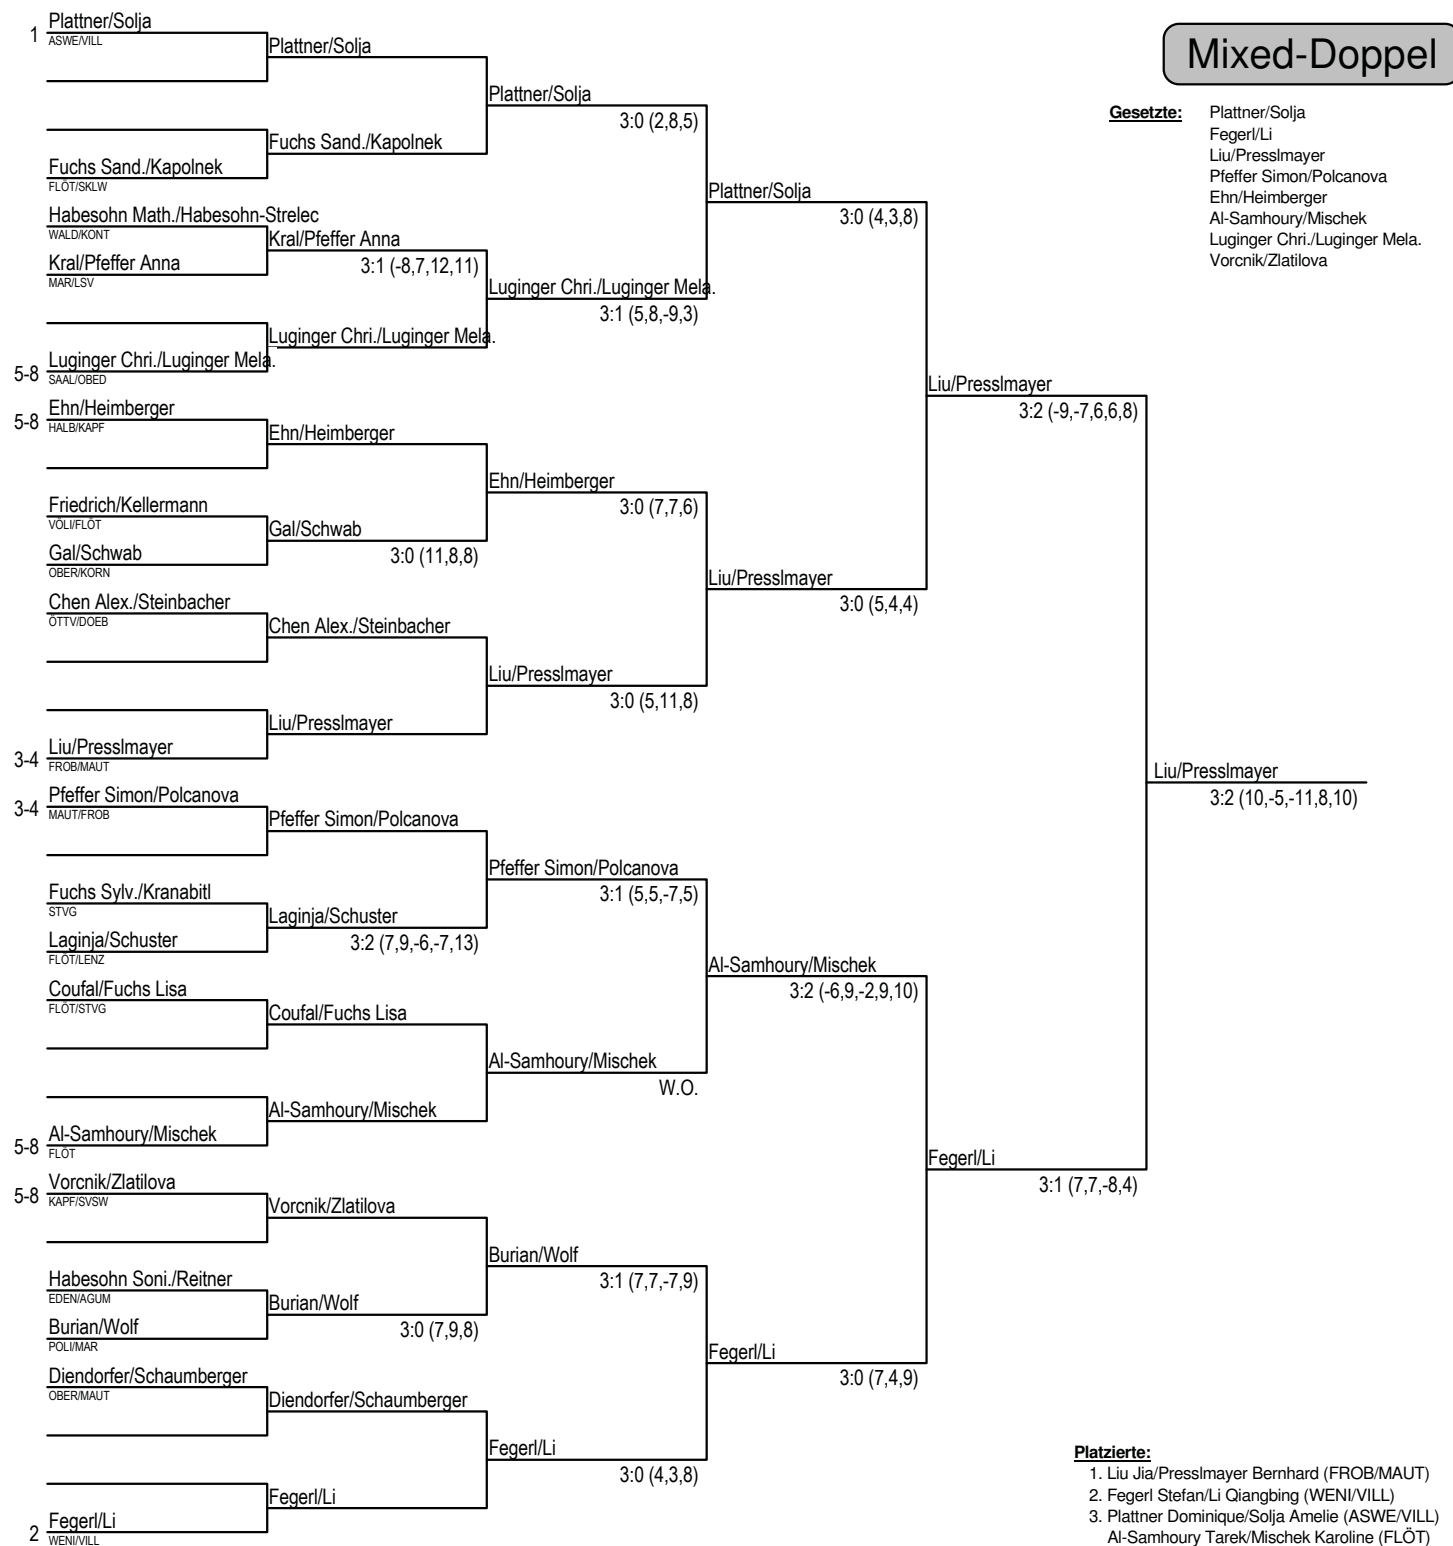 Mixed-Doppel
Gesetzte: Plattner/Solja
Fegerl/Li
Liu/Presslmayer
Pfeffer Simon/Polcanova
Ehn/Heimberger
Al-Samhoury/Mischek
Luginger Chri./Luginger Mela.
Vorcnik/Zlatilova
1 Plattner/Solja
ASWE/VILL
Fuchs Sand./Kapolnek
FLÖT/SKLW
Habesohn Math./Habesohn-Strelec
WALD/KONT
Kral/Pfeffer Anna
MAR/LSV
5-8 Luginger Chri./Luginger Mela.
SAAL/OBED
5-8 Ehn/Heimberger
HALB/KAPF
Friedrich/Kellermann
VÖLI/FLÖT
Gal/Schwab
OBER/KORN
Chen Alex./Steinbacher
ÖTTV/DOEB
3-4 Liu/Presslmayer
FROB/MAUT
3-4 Pfeffer Simon/Polcanova
MAUT/FROB
Fuchs Sylv./Kranabitl
STVG
Laginja/Schuster
FLÖT/LENZ
Coufal/Fuchs Lisa
FLÖT/STVG
5-8 Al-Samhoury/Mischek
FLÖT
5-8 Vorcnik/Zlatilova
KAPF/SVSW
Habesohn Soni./Reitner
EDEN/AGUM
Burian/Wolf
POLI/MAR
Diendorfer/Schaumberger
OBER/MAUT
2 Fegerl/Li
WENI/VILL
Plattner/Solja
Fuchs Sand./Kapolnek
Kral/Pfeffer Anna
3:1 (-8,7,12,11)
Luginger Chri./Luginger Mela.
Ehn/Heimberger
Gal/Schwab
3:0 (11,8,8)
Chen Alex./Steinbacher
Liu/Presslmayer
Pfeffer Simon/Polcanova
Laginja/Schuster
3:2 (7,9,-6,-7,13)
Coufal/Fuchs Lisa
Al-Samhoury/Mischek
Vorcnik/Zlatilova
Burian/Wolf
3:0 (7,9,8)
Diendorfer/Schaumberger
Fegerl/Li
Plattner/Solja
3:0 (2,8,5)
Luginger Chri./Luginger Mela.
3:1 (5,8,-9,3)
Ehn/Heimberger
3:0 (7,7,6)
Liu/Presslmayer
3:0 (5,11,8)
Pfeffer Simon/Polcanova
3:1 (5,5,-7,5)
Al-Samhoury/Mischek
W.O.
Burian/Wolf
3:1 (7,7,-7,9)
Fegerl/Li
3:0 (4,3,8)
Plattner/Solja
3:0 (4,3,8)
Liu/Presslmayer
3:0 (5,4,4)
Al-Samhoury/Mischek
3:2 (-6,9,-2,9,10)
Fegerl/Li
3:0 (7,4,9)
Liu/Presslmayer
3:2 (-9,-7,6,6,8)
Fegerl/Li
3:1 (7,7,-8,4)
Liu/Presslmayer
3:2 (10,-5,-11,8,10)
Platzierte:
1. Liu Jia/Presslmayer Bernhard (FROB/MAUT)
2. Fegerl Stefan/Li Qiangbing (WENI/VILL)
3. Plattner Dominique/Solja Amelie (ASWE/VILL)
Al-Samhoury Tarek/Mischek Karoline (FLÖT)